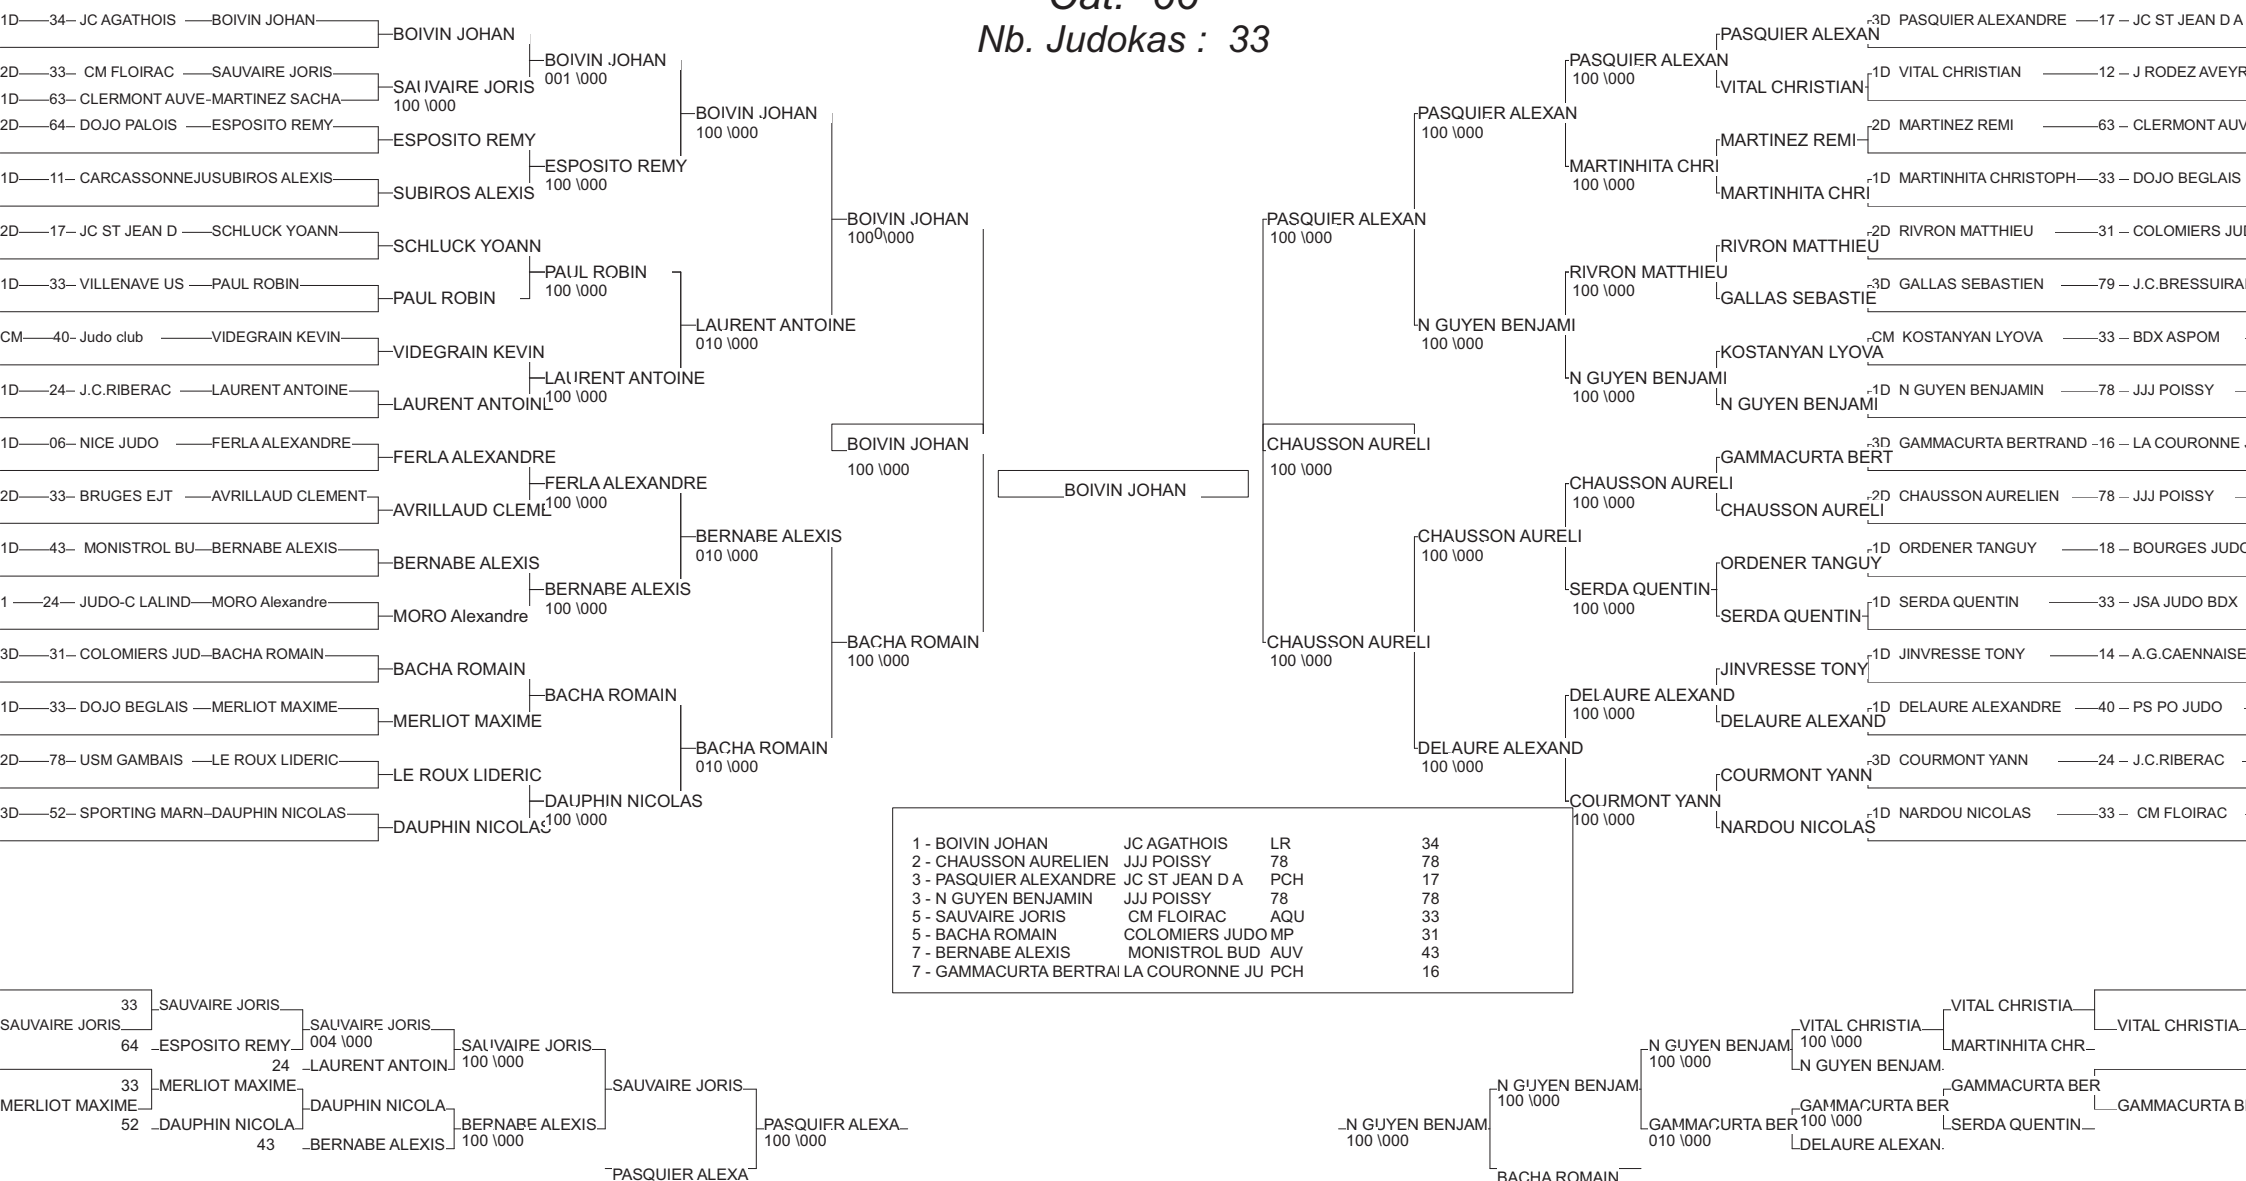 Nb. Judokas : 33
1D 34 JC AGATHOIS BOIVIN JOHAN
2D 33 CM FLOIRAC SAUVAIRE JORIS
1D 63 CLERMONT AUVE MARTINEZ SACHA
2D 64 DOJO PALOIS ESPOSITO REMY
1D 11 CARCASSONNEJU SUBIROS ALEXIS
2D 17 JC ST JEAN D SCHLUCK YOANN
1D 33 VILLENAVE US PAUL ROBIN
CM 40 Judo club VIDEGRAIN KEVIN
1D 24 J.C.RIBERAC LAURENT ANTOINE
1D 06 NICE JUDO FERLA ALEXANDRE
2D 33 BRUGES EJT AVRILLAUD CLEMENT
1D 43 MONISTROL BU BERNABE ALEXIS
1 24 JUDO-C LALIND MORO Alexandre
3D 31 COLOMIERS JUD BACHA ROMAIN
1D 33 DOJO BEGLAIS MERLIOT MAXIME
2D 78 USM GAMBAIS LE ROUX LIDERIC
3D 52 SPORTING MARN DAUPHIN NICOLAS
BOIVIN JOHAN
SAUVAIRE JORIS
100 \000
ESPOSITO REMY
SUBIROS ALEXIS
SCHLUCK YOANN
PAUL ROBIN
VIDEGRAIN KEVIN
LAURENT ANTOINE
FERLA ALEXANDRE
AVRILLAUD CLEME
BERNABE ALEXIS
MORO Alexandre
BACHA ROMAIN
MERLIOT MAXIME
LE ROUX LIDERIC
DAUPHIN NICOLAS
BOIVIN JOHAN
001 \000
ESPOSITO REMY
100 \000
PAUL ROBIN
100 \000
LAURENT ANTOINE
100 \000
FERLA ALEXANDRE
100 \000
BERNABE ALEXIS
100 \000
BACHA ROMAIN
DAUPHIN NICOLAS
100 \000
BOIVIN JOHAN
100 \000
LAURENT ANTOINE
010 \000
BERNABE ALEXIS
010 \000
BACHA ROMAIN
010 \000
BOIVIN JOHAN
100 0\000
BOIVIN JOHAN
100 \000
BACHA ROMAIN
100 \000
BOIVIN JOHAN
PASQUIER ALEXAN
100 \000
CHAUSSON AURELI
100 \000
CHAUSSON AURELI
100 \000
PASQUIER ALEXAN
100 \000
N GUYEN BENJAMI
100 \000
CHAUSSON AURELI
100 \000
DELAURE ALEXAND
100 \000
PASQUIER ALEXAN
100 \000
MARTINHITA CHRI
100 \000
RIVRON MATTHIEU
100 \000
N GUYEN BENJAMI
100 \000
CHAUSSON AURELI
100 \000
SERDA QUENTIN
100 \000
DELAURE ALEXAND
100 \000
COURMONT YANN
100 \000
PASQUIER ALEXAN
VITAL CHRISTIAN
MARTINEZ REMI
MARTINHITA CHRI
RIVRON MATTHIEU
GALLAS SEBASTIE
KOSTANYAN LYOVA
N GUYEN BENJAMI
GAMMACURTA BERT
CHAUSSON AURELI
ORDENER TANGUY
SERDA QUENTIN
JINVRESSE TONY
DELAURE ALEXAND
COURMONT YANN
NARDOU NICOLAS
3D PASQUIER ALEXANDRE 17 JC ST JEAN D A
1D VITAL CHRISTIAN 12 J RODEZ AVEYR
2D MARTINEZ REMI 63 CLERMONT AUV
1D MARTINHITA CHRISTOPH 33 DOJO BEGLAIS
2D RIVRON MATTHIEU 31 COLOMIERS JUD
3D GALLAS SEBASTIEN 79 J.C.BRESSUIRA
CM KOSTANYAN LYOVA 33 BDX ASPOM
1D N GUYEN BENJAMIN 78 JJJ POISSY
3D GAMMACURTA BERTRAND 16 LA COURONNE
2D CHAUSSON AURELIEN 78 JJJ POISSY
1D ORDENER TANGUY 18 BOURGES JUDO
1D SERDA QUENTIN 33 JSA JUDO BDX
1D JINVRESSE TONY 14 A.G.CAENNAISE
1D DELAURE ALEXANDRE 40 PS PO JUDO
3D COURMONT YANN 24 J.C.RIBERAC
1D NARDOU NICOLAS 33 CM FLOIRAC
1 - BOIVIN JOHAN JC AGATHOIS LR 34
2 - CHAUSSON AURELIEN JJJ POISSY 78 78
3 - PASQUIER ALEXANDRE JC ST JEAN D A PCH 17
3 - N GUYEN BENJAMIN JJJ POISSY 78 78
5 - SAUVAIRE JORIS CM FLOIRAC AQU 33
5 - BACHA ROMAIN COLOMIERS JUDO MP 31
7 - BERNABE ALEXIS MONISTROL BUD AUV 43
7 - GAMMACURTA BERTRA LA COURONNE JU PCH 16
SAUVAIRE JORIS
MERLIOT MAXIME
33 SAUVAIRE JORIS
64 ESPOSITO REMY
33 MERLIOT MAXIME
52 DAUPHIN NICOLA
SAUVAIRE JORIS
004 \000
24 LAURENT ANTOIN
DAUPHIN NICOLA
43 BERNABE ALEXIS
SAUVAIRE JORIS
100 \000
BERNABE ALEXIS
100 \000
SAUVAIRE JORIS
PASQUIER ALEXA
PASQUIER ALEXA
100 \000
N GUYEN BENJAM
100 \000
N GUYEN BENJAM
100 \000
BACHA ROMAIN
N GUYEN BENJAM
100 \000
GAMMACURTA BER
010 \000
VITAL CHRISTIA
100 \000
N GUYEN BENJAM
GAMMACURTA BER
100 \000
DELAURE ALEXAN
VITAL CHRISTIA
MARTINHITA CHR
GAMMACURTA BER
SERDA QUENTIN
VITAL CHRISTIA
GAMMACURTA B